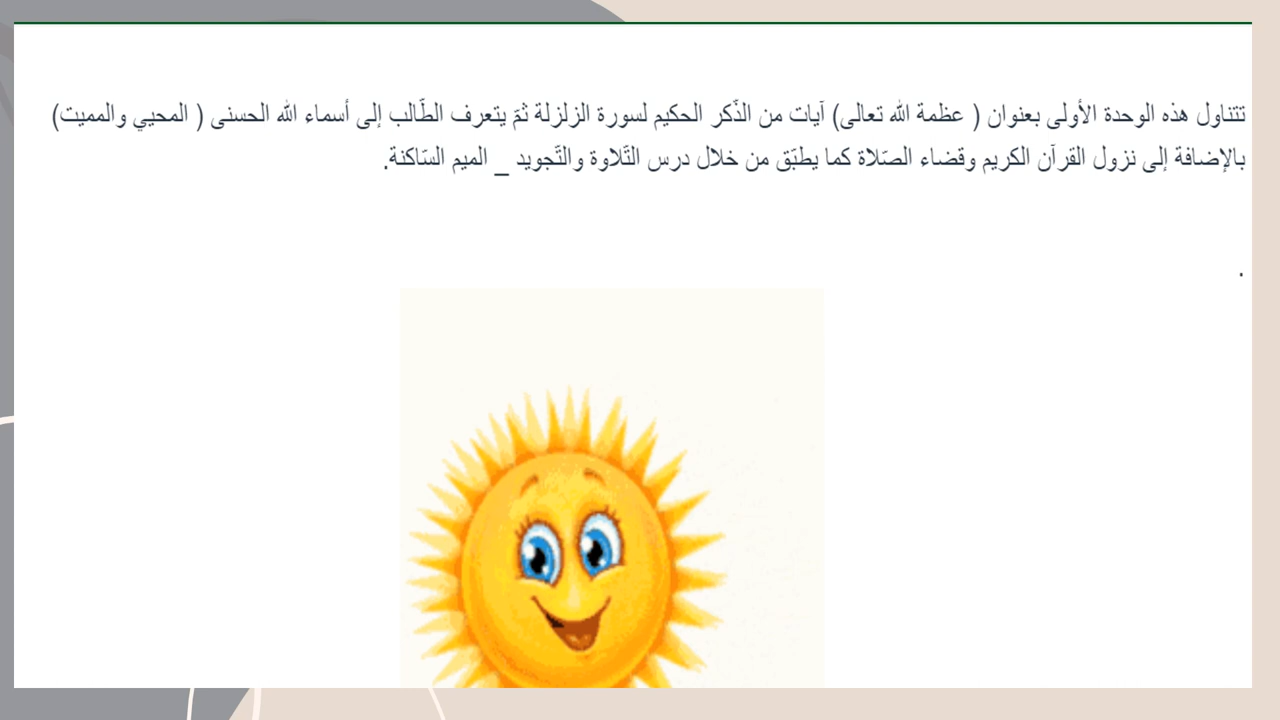 تتناول هذه الوحدة الأولى بعنوان ( عظمة الله تعالى) آيات من الذّكر الحكيم لسورة الزلزلة ثمّ يتعرف الطّالب إلى أسماء الله الحسنى ( المحيي والمميت)
بالإضافة إلى نزول القرآن الكريم وقضاء الصّلاة كما يطبّق من خلال درس التّلاوة والتّجويد _ الميم السّاكنة.
.